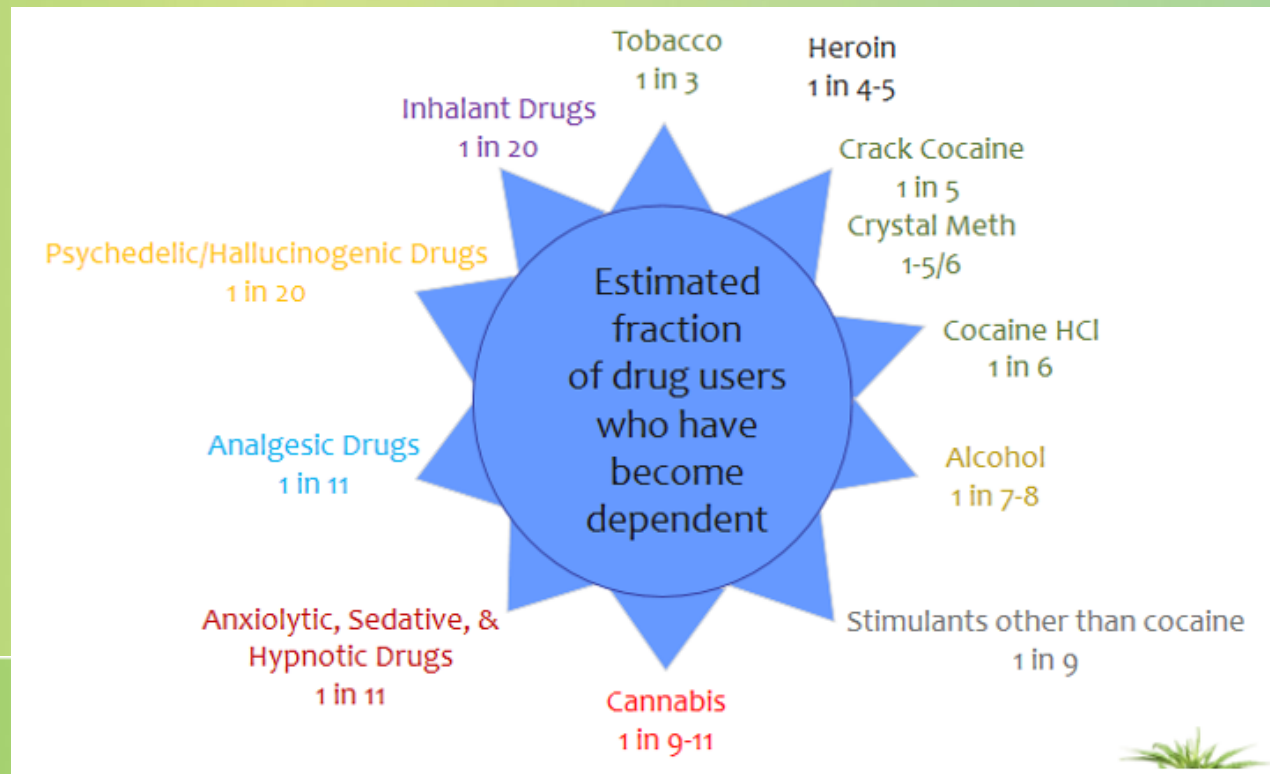 Tobacco
1 in 3
Heroin
1 in 4-5
Inhalant Drugs
1 in 20
Crack Cocaine
1 in 5
Crystal Meth
1-5/6
Psychedelic/Hallucinogenic Drugs
1 in 20
Estimated
fraction
of drug users
who have
become
dependent
Cocaine HCl
1 in 6
Analgesic Drugs
1 in 11
Alcohol
1 in 7-8
Anxiolytic, Sedative, &
Hypnotic Drugs
1 in 11
Stimulants other than cocaine
1 in 9
Cannabis
1 in 9-11